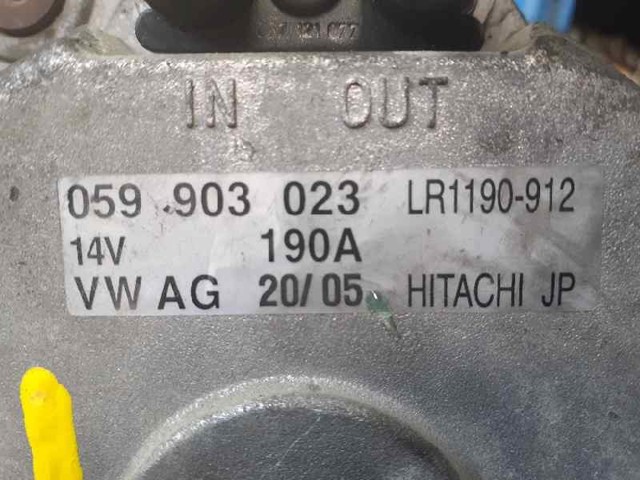 IN OUT
059 903 023 LR1190-912
14V 190A
VW AG 20/05 HITACHI JP